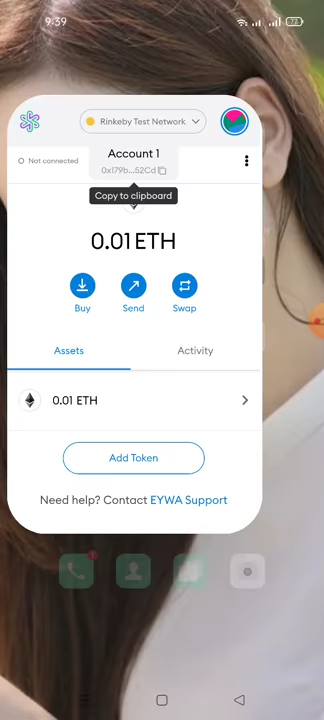 9:39
72
Rinkeby Test Network
Not connected
Account 1
0x179b...52Cd
Copy to clipboard
0.01 ETH
Buy
Send
Swap
Assets
Activity
0.01 ETH
Add Token
Need help? Contact EYWA Support